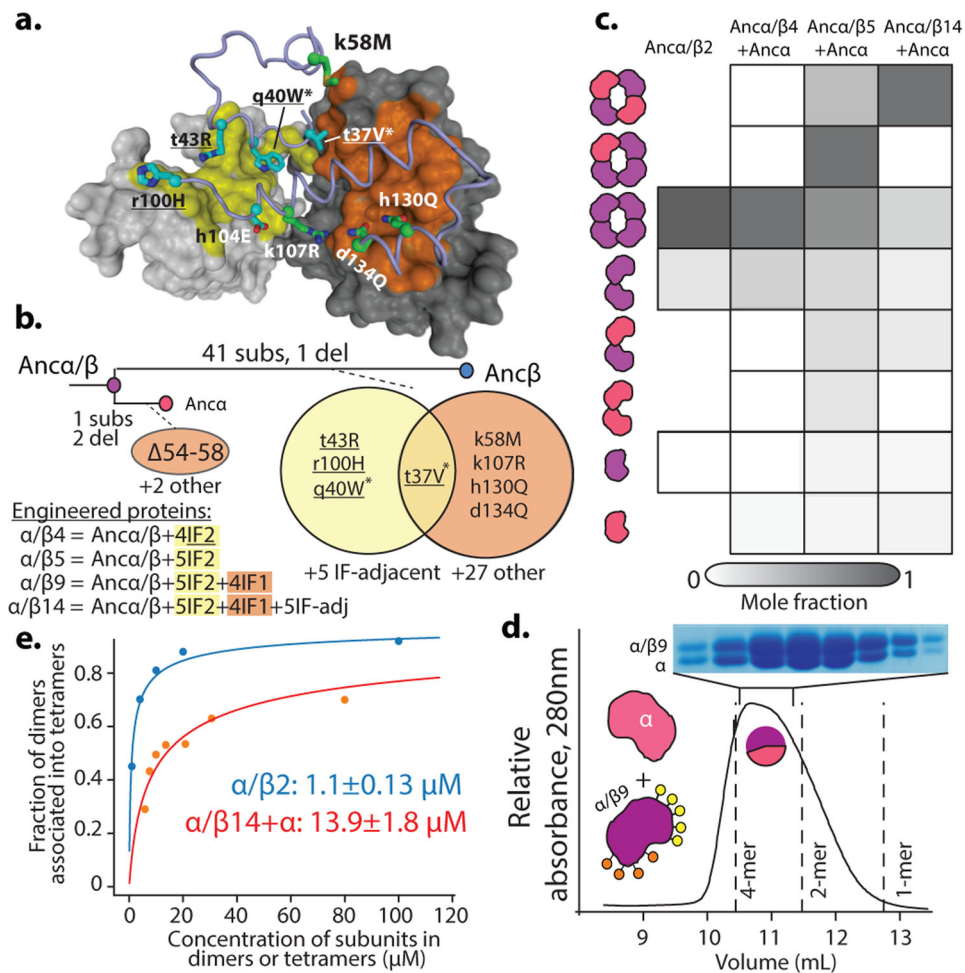 a.
k58M
q40W*
t43R
t37V*
r100H
h130Q
h104E
k107R
d134Q
b.
41 subs, 1 del
Ancα/β
Ancβ
Ancα
1 subs
2 del
Δ54-58
+2 other
t43R
r100H
q40W*
t37V*
k58M
k107R
h130Q
d134Q
+5 IF-adjacent
+27 other
Engineered proteins:
α/β4 = Ancα/β+4IF2
α/β5 = Ancα/β+5IF2
α/β9 = Ancα/β+5IF2+4IF1
α/β14 = Ancα/β+5IF2+4IF1+5IF-adj
c.
Ancα/β2
Ancα/β4
+Ancα
Ancα/β5
+Ancα
Ancα/β14
+Ancα
0
1
Mole fraction
d.
α/β9
α
α
+
α/β9
4-mer
2-mer
1-mer
Relative
absorbance, 280nm
9
10
11
12
13
Volume (mL)
e.
Fraction of dimers
associated into tetramers
0.8
0.6
0.4
0.2
0
α/β2: 1.1±0.13 μM
α/β14+α: 13.9±1.8 μM
0
20
40
60
80
100
120
Concentration of subunits in
dimers or tetramers (μM)